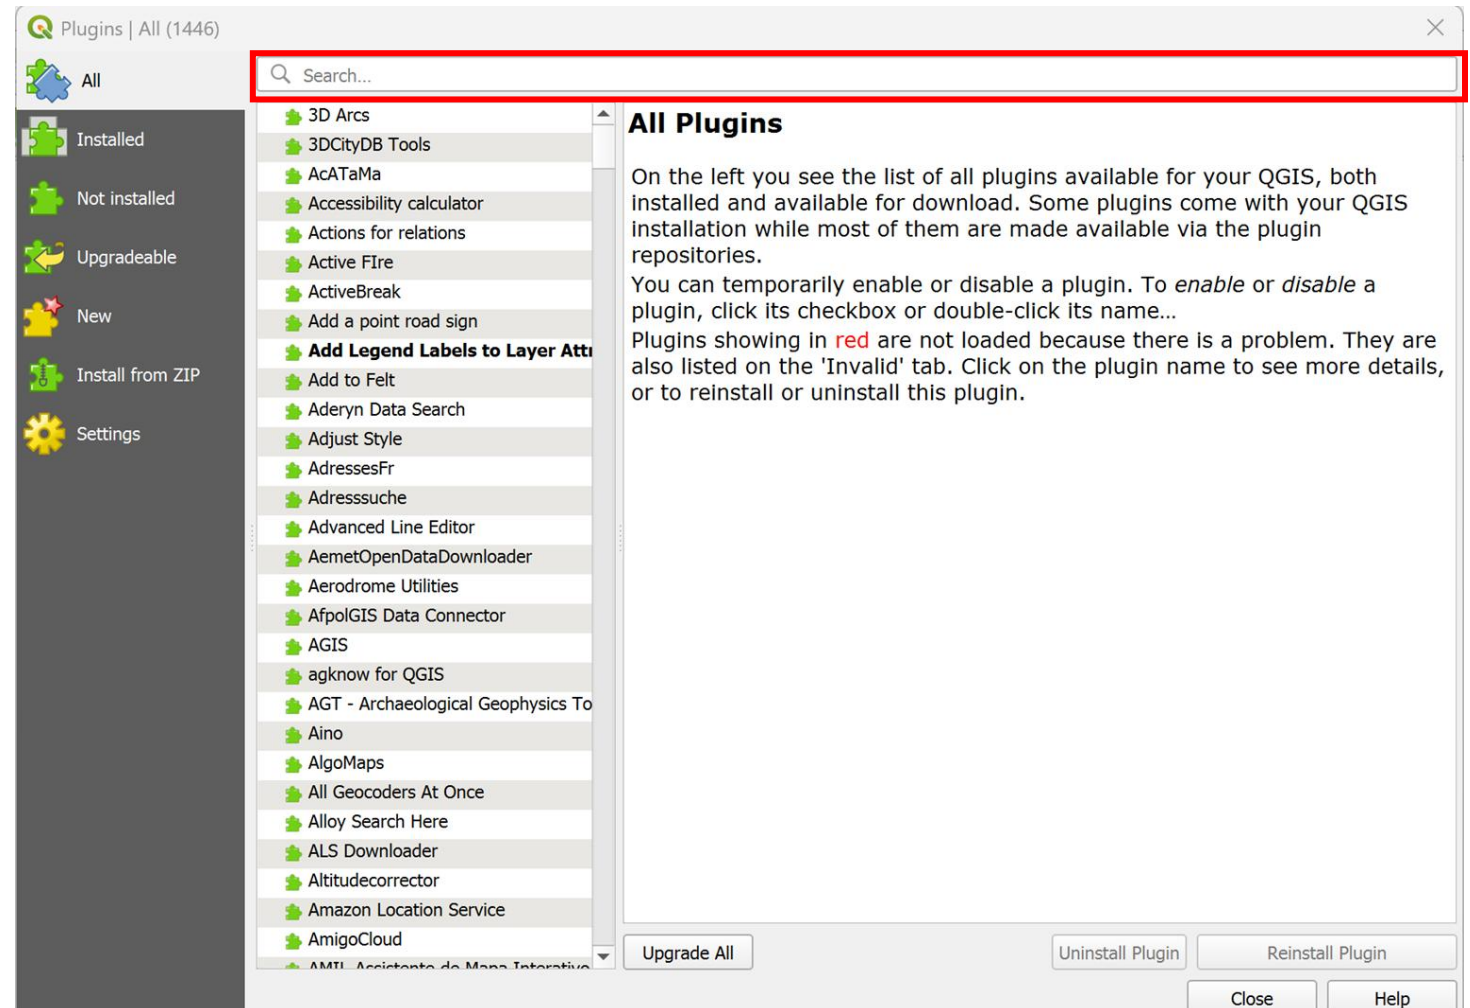 Plugins | All (1446)
All
Installed
Not installed
Upgradeable
New
Install from ZIP
Settings
Search...
3D Arcs
3DCityDB Tools
AcATaMa
Accessibility calculator
Actions for relations
Active FIre
ActiveBreak
Add a point road sign
Add Legend Labels to Layer Attr
Add to Felt
Aderyn Data Search
Adjust Style
AdressesFr
Adresssuche
Advanced Line Editor
AemetOpenDataDownloader
Aerodrome Utilities
AfpolGIS Data Connector
AGIS
agknow for QGIS
AGT - Archaeological Geophysics To
Aino
AlgoMaps
All Geocoders At Once
Alloy Search Here
ALS Downloader
Altitudecorrector
Amazon Location Service
AmigoCloud
AMIL Assistente de Mapa Interativo
All Plugins
On the left you see the list of all plugins available for your QGIS, both
installed and available for download. Some plugins come with your QGIS
installation while most of them are made available via the plugin
repositories.
You can temporarily enable or disable a plugin. To enable or disable a
plugin, click its checkbox or double-click its name...
Plugins showing in red are not loaded because there is a problem. They are
also listed on the 'Invalid' tab. Click on the plugin name to see more details,
or to reinstall or uninstall this plugin.
Upgrade All
Uninstall Plugin
Reinstall Plugin
Close
Help